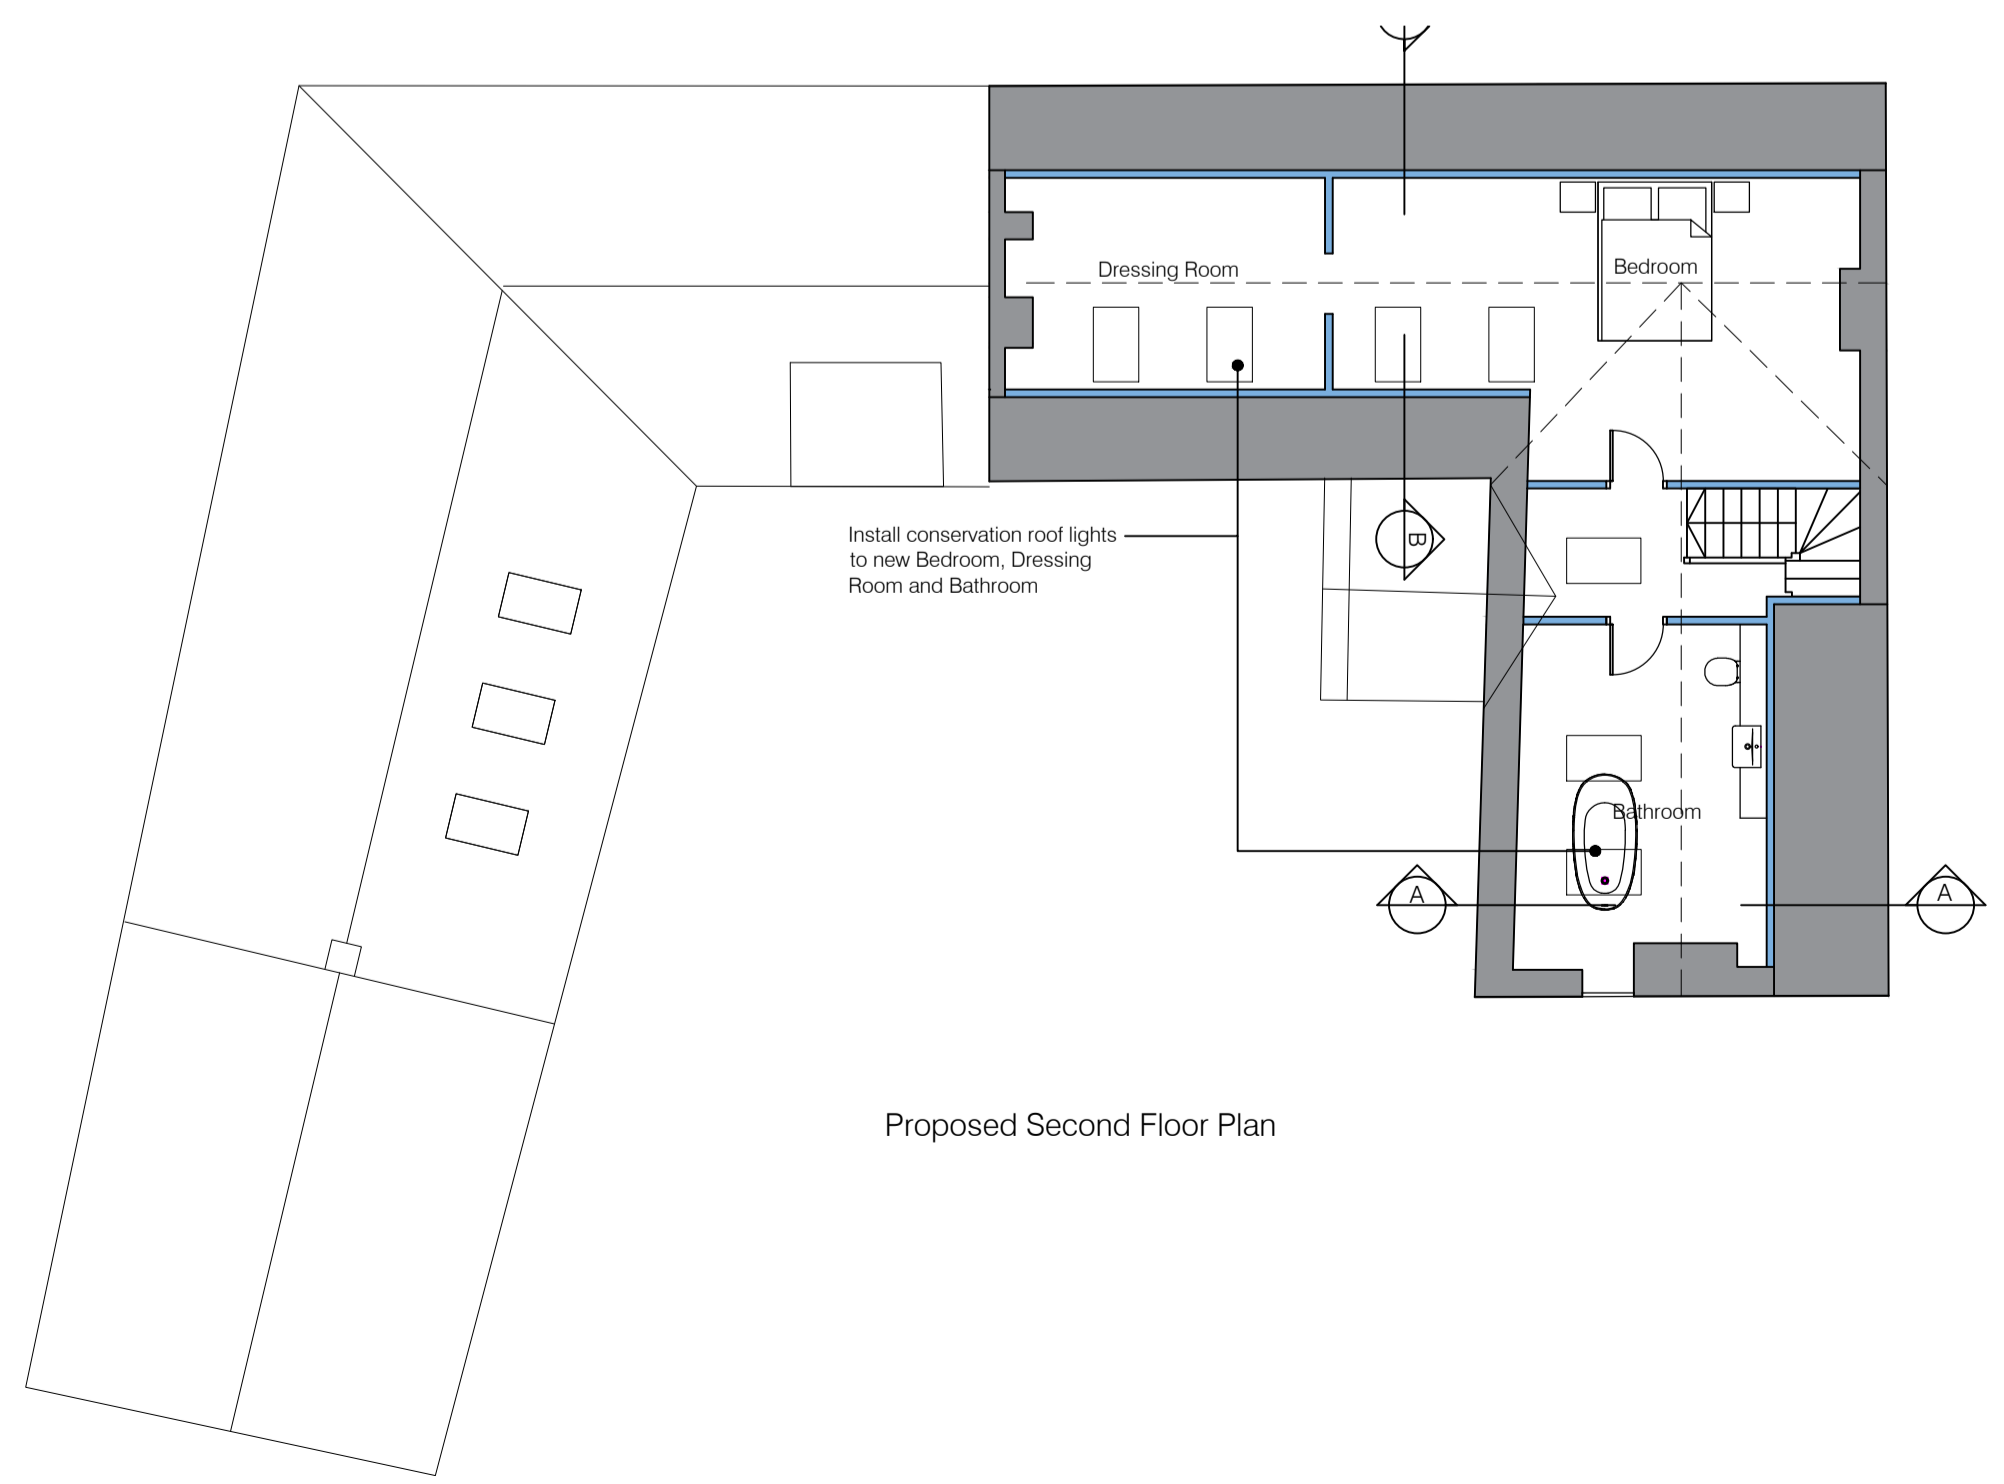 Dressing Room
Bedroom
Install conservation roof lights
to new Bedroom, Dressing
Room and Bathroom
B
Bathroom
A
A
Proposed Second Floor Plan